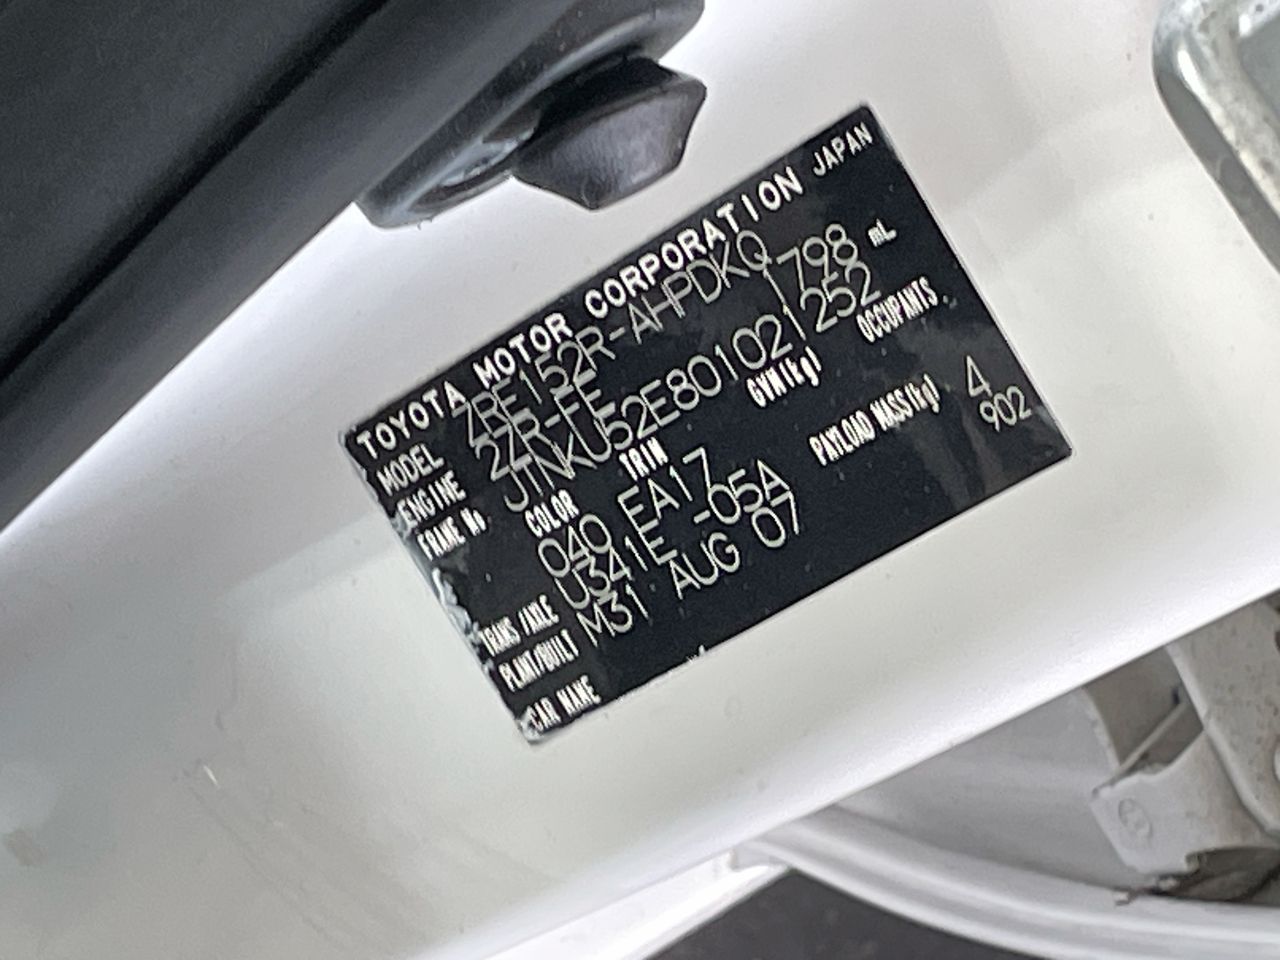 TOYOTA MOTOR CORPORATION JAPAN
MODEL ZRE152R-AHPDKQ
ENGINE 2ZR-FE 1798 mL
FRAME No JTNKU52E801021252
COLOR TRIM GVM(kg) OCCUPANTS
040 EA17 4
TRANS/AXLE U341E -05A PAYLOAD MASS(kg) 902
PLANT/BUILT M31 AUG 07
CAR NAME